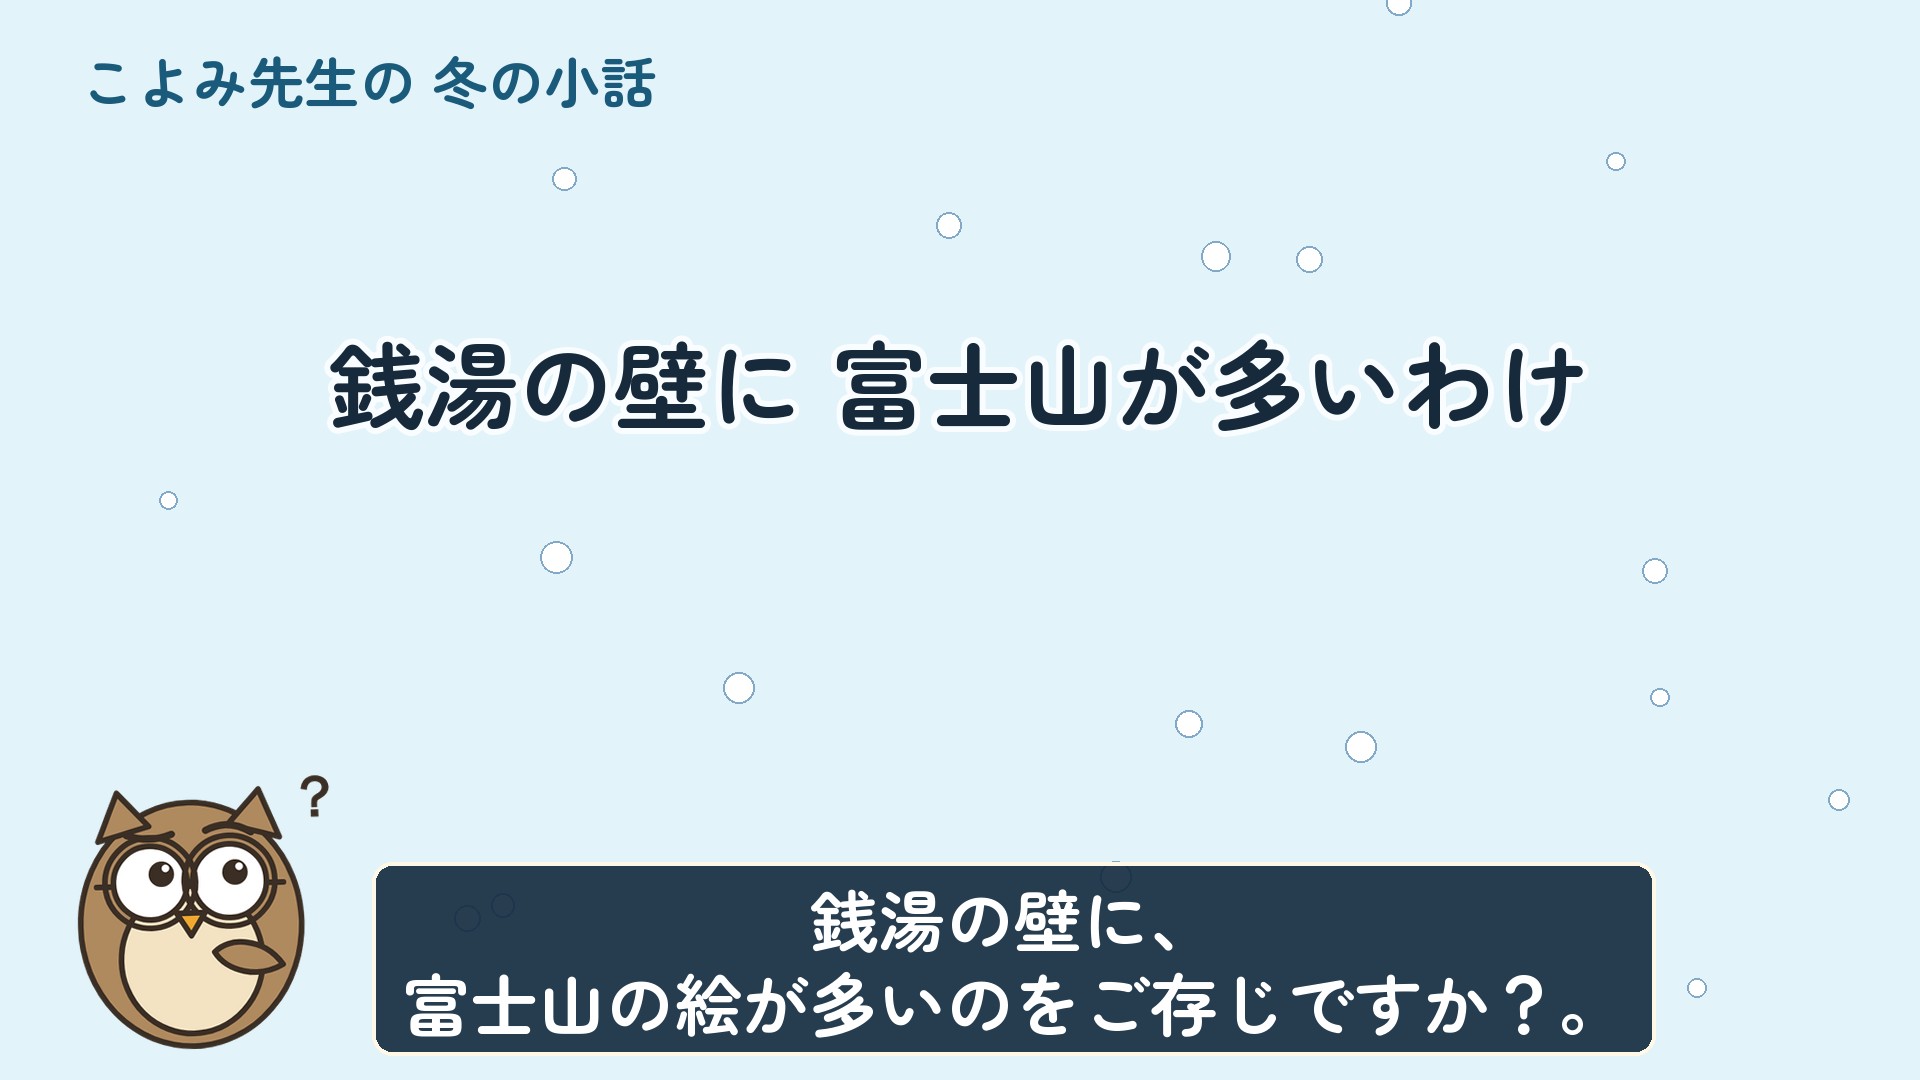 こよみ先生の 冬の小話
銭湯の壁に 富士山が多いわけ
?
銭湯の壁に、
富士山の絵が多いのをご存じですか？。